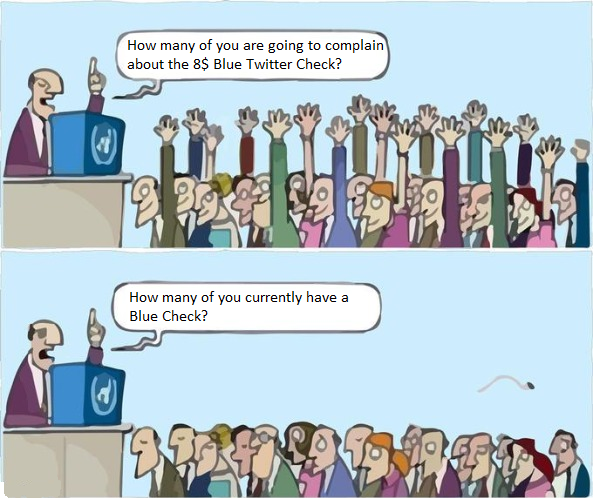 How many of you are going to complain
about the 8$ Blue Twitter Check?
How many of you currently have a
Blue Check?